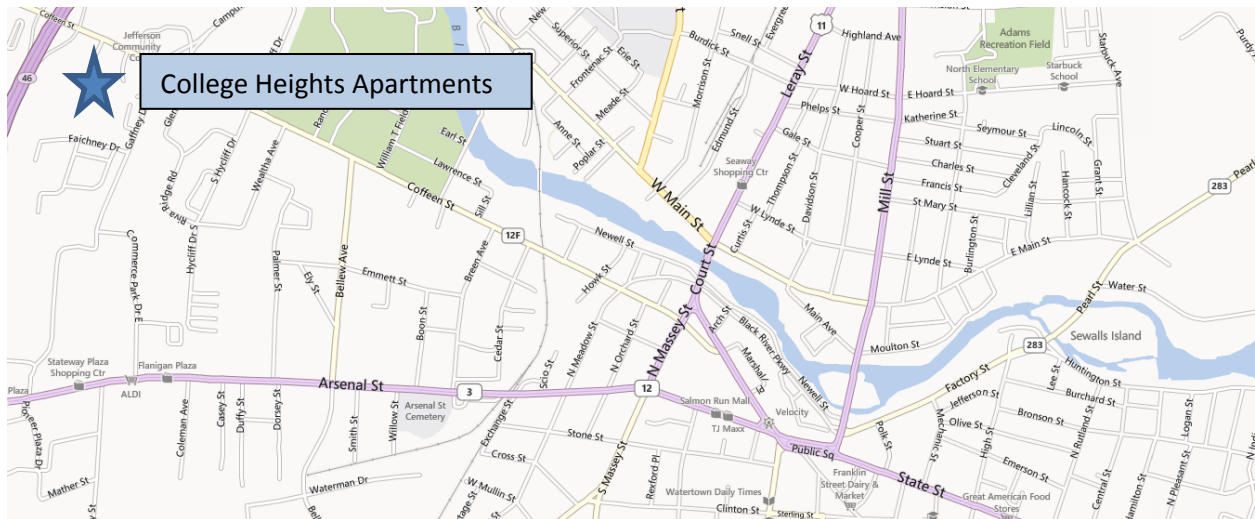 Coffeen St
Campu
Jefferson
Community
46
College Heights Apartments
Gaffney Dr
Faichney Dr
S Hycliff Dr
Wealtha Ave
William T Field
Earl St
Lawrence St
Sill St
Coffeen St
12F
Riva Ridge Rd
Hycliff Dr S
Commerce Park Dr E
Palmer St
Ely St
Bellew Ave
Emmett St
Breen Ave
Boon St
Cedar St
Newell St
Howk St
N Meadow St
N Orchard St
Scio St
Stateway Plaza
Shopping Ctr
Flanigan Plaza
Plaza
ALDI
Arsenal St
3
Arsenal St
Cemetery
Coleman Ave
Casey St
Duffy St
Dorsey St
Smith St
Willow St
Exchange St
Pioneer Plaza Dr
Mather St
Waterman Dr
Stone St
Cross St
W Mullin St
S Massey St
Rexford Pl
N Massey St
12
Court St
Arch St
Black River Pkwy
Marshall Pl
Newell St
Salmon Run Mall
TJ Maxx
Velocity
Public Sq
State St
Watertown Daily Times
Clinton St
Sterling St
Franklin
Street Dairy &
Market
Great American Food
Stores
Superior St
Frontenac St
Erie St
Meade St
Anne St
Poplar St
W Main St
Burdick St
Snell St
Evergree
11
Highland Ave
Leray St
Morrison St
Edmund St
Seaway
Shopping Ctr
Phelps St
Gale St
Thompson St
Davidson St
Cooper St
W Lynde St
Curtis St
Mill St
W Hoard St
E Hoard St
Katherine St
Seymour St
Stuart St
Charles St
Francis St
St Mary St
E Lynde St
Burlington St
Cleveland St
Lincoln St
Lillian St
Hancock St
Grant St
E Main St
Adams
Recreation Field
North Elementary
School
Starbuck
School
Starbuck Ave
Purdy
283
Pearl
Pearl St
Water St
Main Ave
Moulton St
Sewalls Island
283
Factory St
Huntington St
Jefferson St
Lee St
Burchard St
Olive St
Bronson St
Logan St
Polk St
Mechanic St
High St
N Rutland St
Emerson St
Central St
Hamilton St
N Pleasant St
N Indi